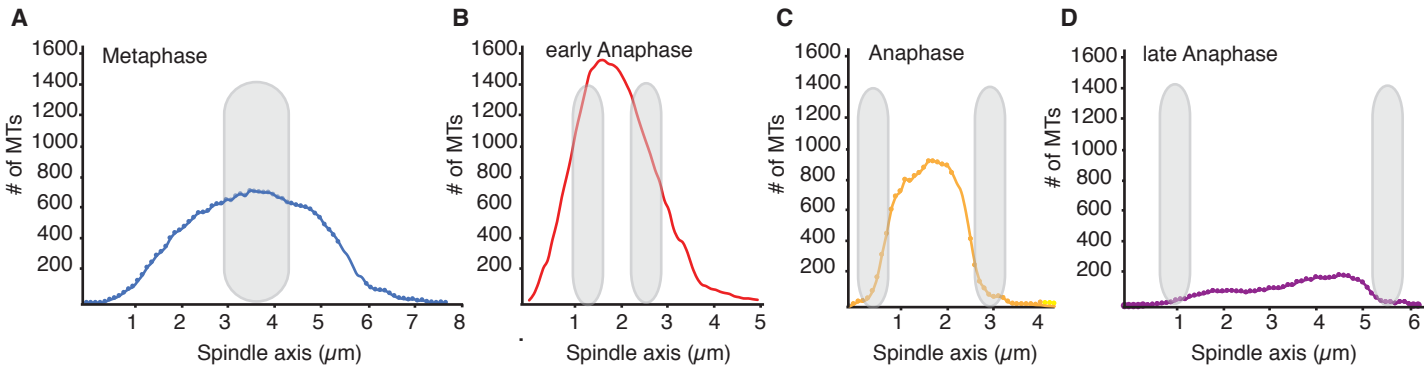 A
Metaphase
# of MTs
1600
1400
1200
1000
800
600
400
200
1 2 3 4 5 6 7 8
Spindle axis (µm)
B
early Anaphase
# of MTs
1600
1400
1200
1000
800
600
400
200
1 2 3 4 5
Spindle axis (µm)
C
Anaphase
# of MTs
1600
1400
1200
1000
800
600
400
200
1 2 3 4
Spindle axis (µm)
D
late Anaphase
# of MTs
1600
1400
1200
1000
800
600
400
200
1 2 3 4 5 6
Spindle axis (µm)